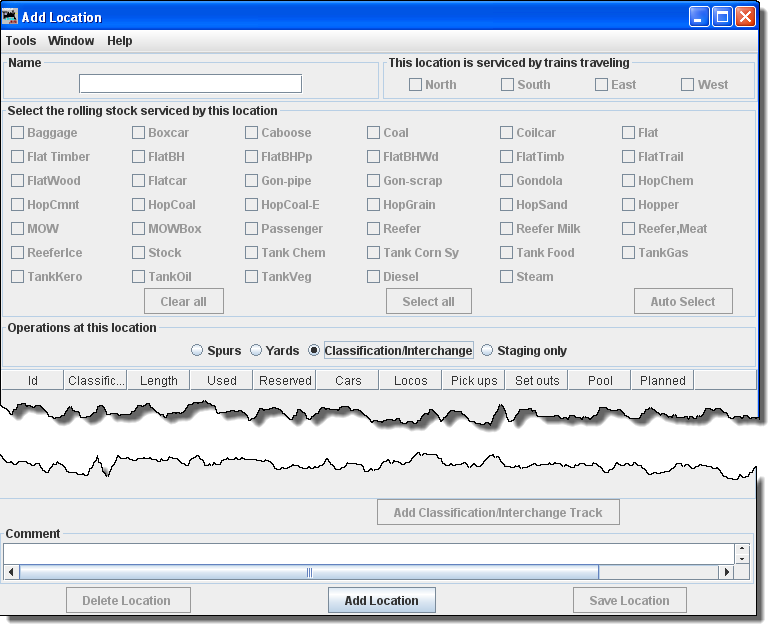 Add Location
Tools Window Help
Name
This location is serviced by trains traveling
North South East West
Select the rolling stock serviced by this location
Baggage Boxcar Caboose Coal Coilcar Flat
Flat Timber FlatBH FlatBHPp FlatBHWd FlatTimb FlatTrail
FlatWood Flatcar Gon-pipe Gon-scrap Gondola HopChem
HopCmnt HopCoal HopCoal-E HopGrain HopSand Hopper
MOW MOWBox Passenger Reefer Reefer Milk Reefer,Meat
ReeferIce Stock Tank Chem Tank Corn Sy Tank Food TankGas
TankKero TankOil TankVeg Diesel Steam
Clear all Select all Auto Select
Operations at this location
Spurs Yards Classification/Interchange Staging only
Id Classific... Length Used Reserved Cars Locos Pick ups Set outs Pool Planned
Add Classification/Interchange Track
Comment
Delete Location Add Location Save Location